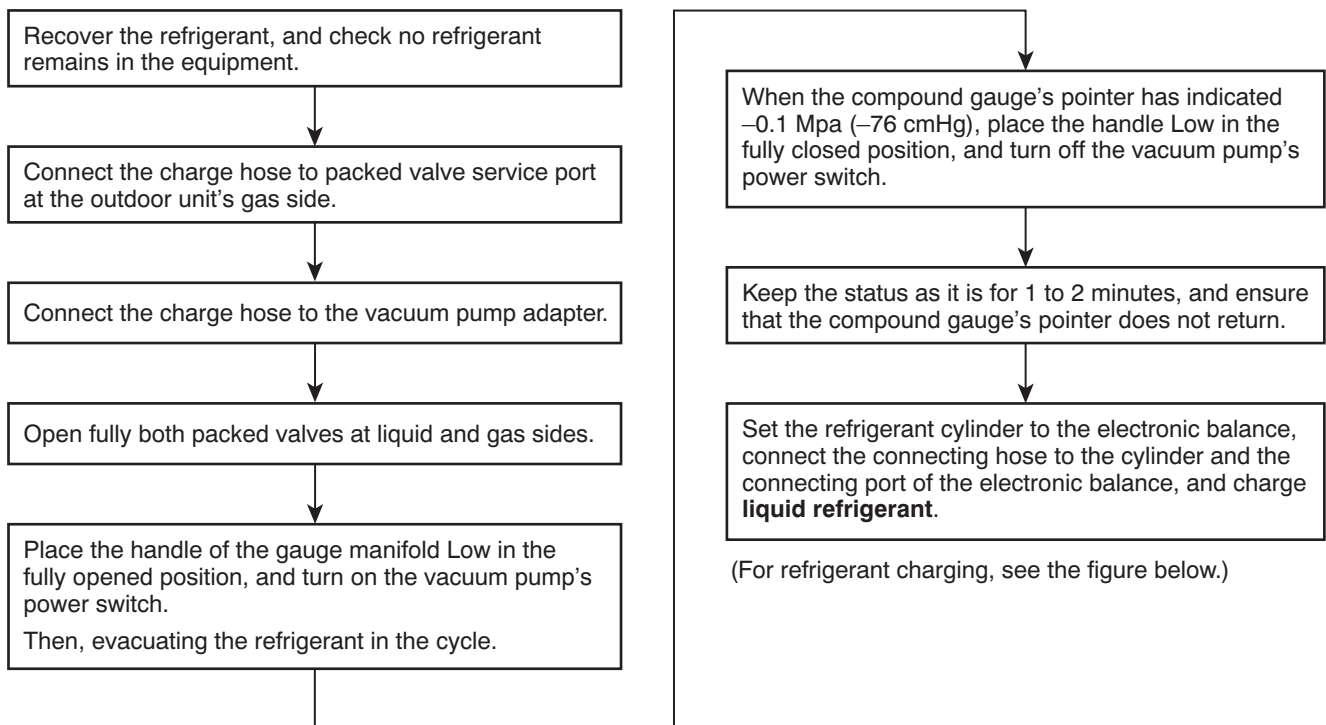 Recover the refrigerant, and check no refrigerant
remains in the equipment.
Connect the charge hose to packed valve service port
at the outdoor unit’s gas side.
Connect the charge hose to the vacuum pump adapter.
Open fully both packed valves at liquid and gas sides.
Place the handle of the gauge manifold Low in the
fully opened position, and turn on the vacuum pump’s
power switch.
Then, evacuating the refrigerant in the cycle.
When the compound gauge’s pointer has indicated
–0.1 Mpa (–76 cmHg), place the handle Low in the
fully closed position, and turn off the vacuum pump’s
power switch.
Keep the status as it is for 1 to 2 minutes, and ensure
that the compound gauge’s pointer does not return.
Set the refrigerant cylinder to the electronic balance,
connect the connecting hose to the cylinder and the
connecting port of the electronic balance, and charge
liquid refrigerant.
(For refrigerant charging, see the figure below.)